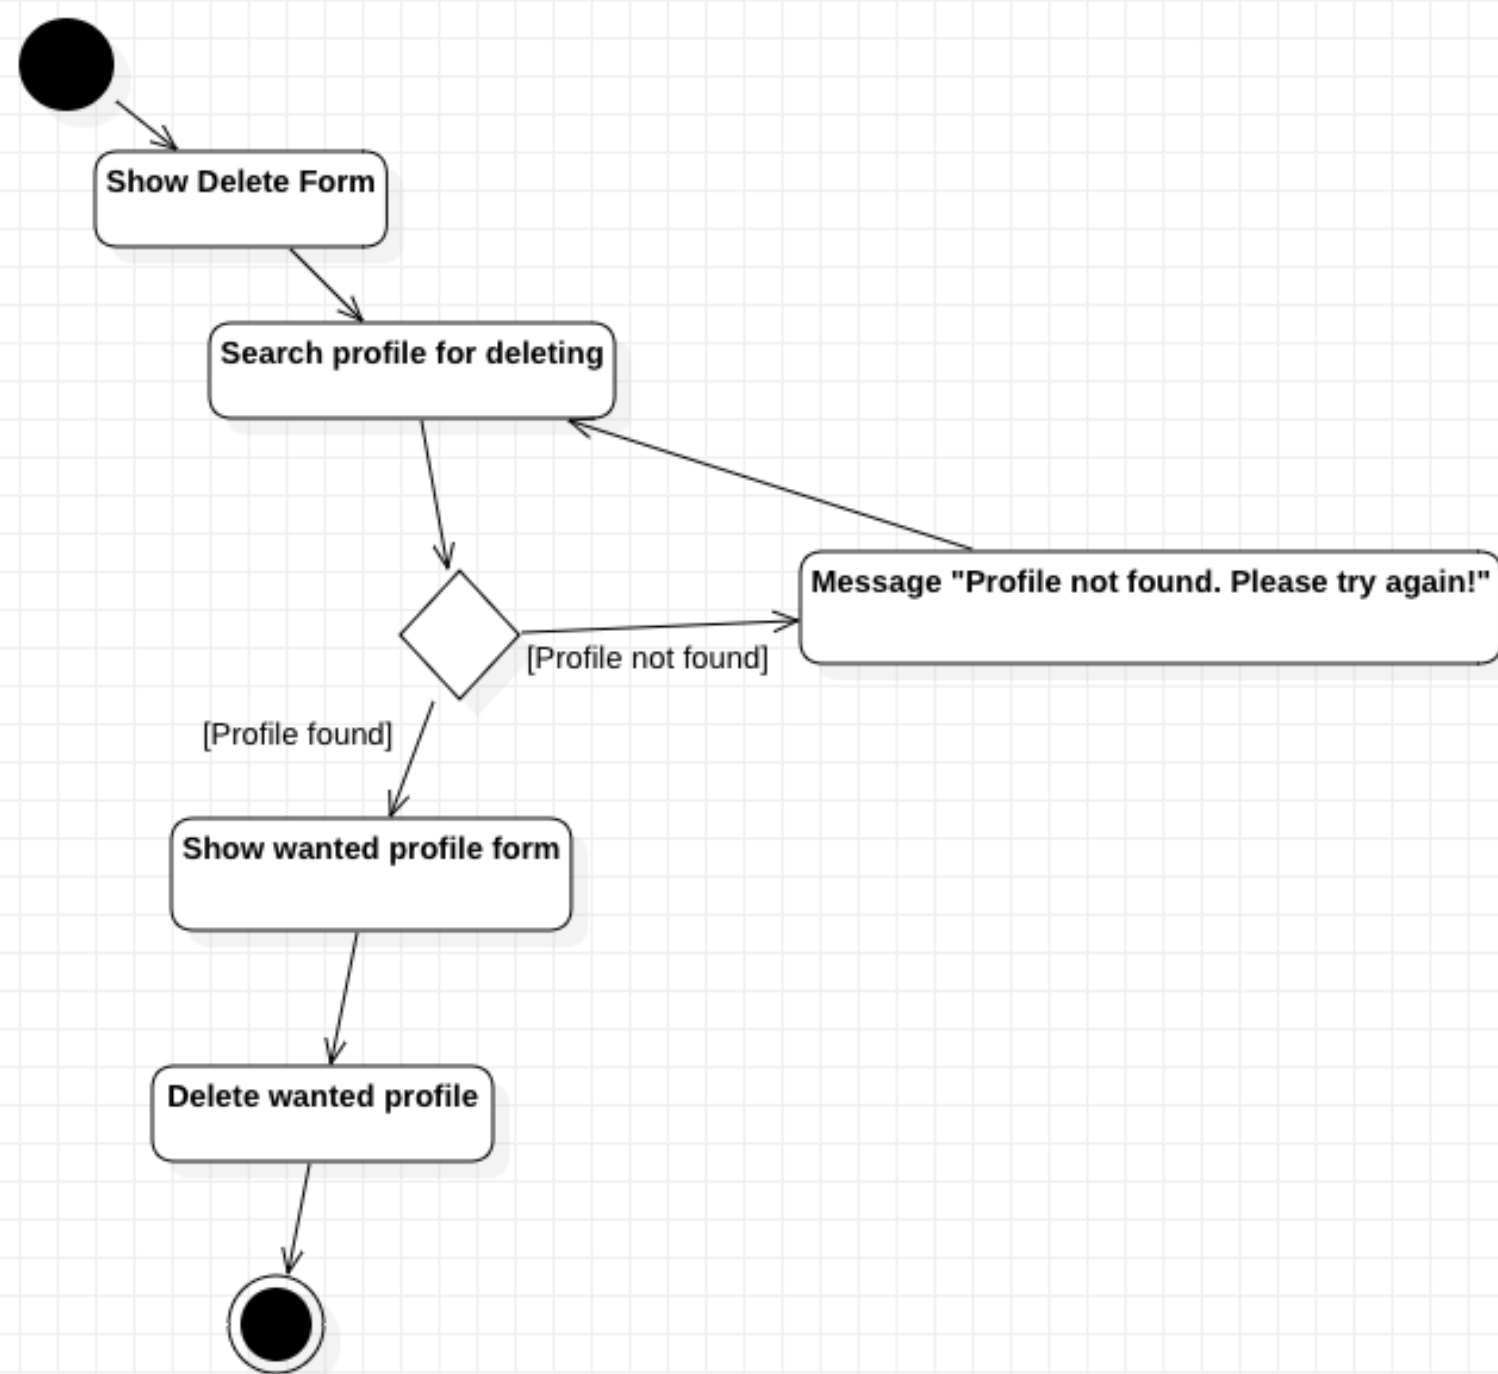 Show Delete Form
Search profile for deleting
Message "Profile not found. Please try again!"
[Profile not found]
[Profile found]
Show wanted profile form
Delete wanted profile